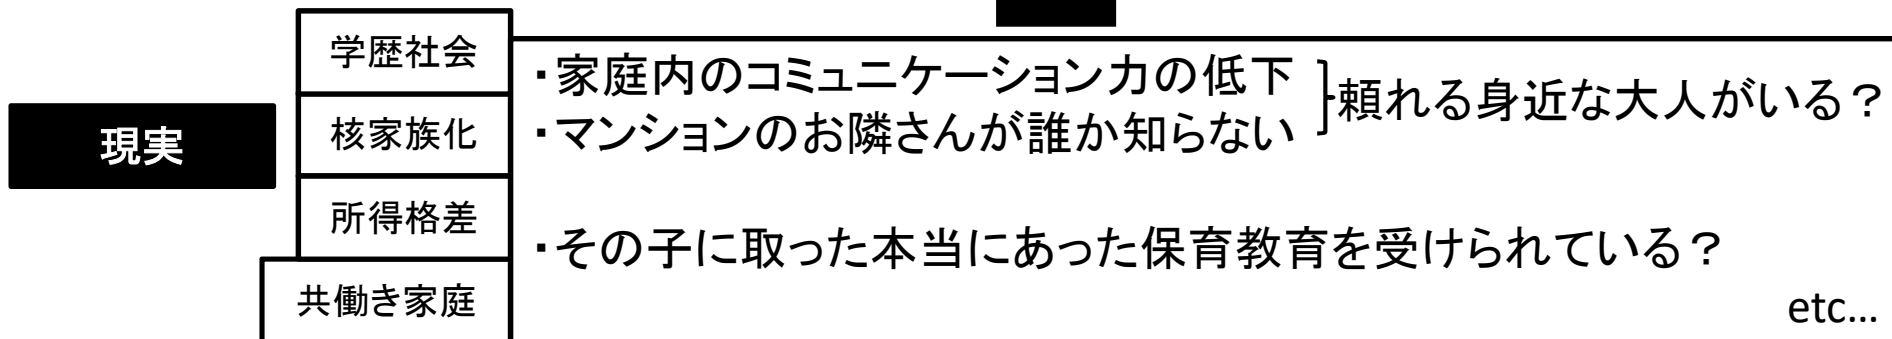 現実
学歴社会
核家族化
所得格差
共働き家庭
・家庭内のコミュニケーション力の低下
・マンションのお隣さんが誰か知らない
頼れる身近な大人がいる？
・その子に取った本当にあった保育教育を受けられている？
etc…